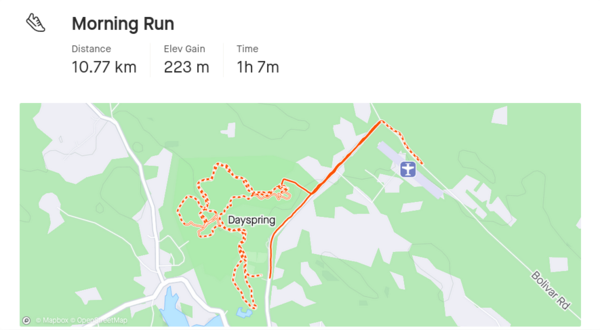 Morning Run
Distance Elev Gain Time
10.77 km 223 m 1h 7m
Dayspring
Bolivar Rd
© Mapbox © OpenStreetMap